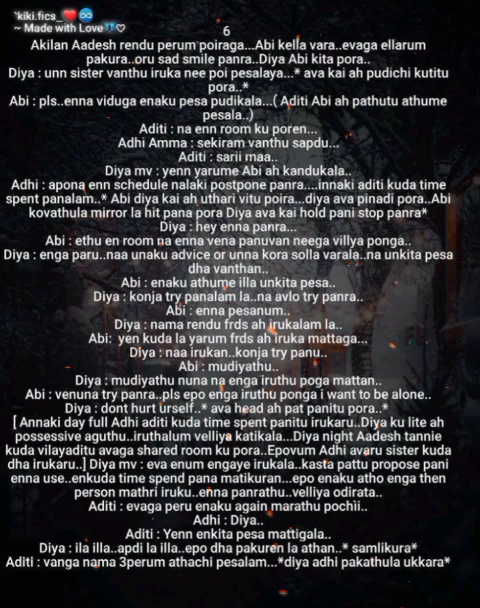 'kiki.fics_❤️♾️
~ Made with Love🦋♡
6
Akilan Aadesh rendu perum poiraga...Abi kella vara..evaga ellarum
pakura..oru sad smile panra..Diya Abi kita pora..
Diya : unn sister vanthu iruka nee poi pesalaya...* ava kai ah pudichi kutitu
pora..*
Abi : pls..enna viduga enaku pesa pudikala...( Aditi Abi ah pathutu athume
pesala..)
Aditi : na enn room ku poren...
Adhi Amma : sekiram vanthu sapdu...
Aditi : sarii maa..
Diya mv : yenn yarume Abi ah kandukala..
Adhi : apona enn schedule nalaki postpone panra....innaki aditi kuda time
spent panalam..* Abi diya kai ah uthari vitu poira...diya ava pinadi pora..Abi
kovathula mirror la hit pana pora Diya ava kai hold pani stop panra*
Diya : hey enna panra...
Abi : ethu en room na enna vena panuvan neega villya ponga..
Diya : enga paru..naa unaku advice or unna kora solla varala..na unkita pesa
dha vanthan..
Abi : enaku athume illa unkita pesa..
Diya : konja try panalam la..na avlo try panra..
Abi : enna pesanum..
Diya : nama rendu frds ah irukalam la..
Abi: yen kuda la yarum frds ah iruka mattaga...
DIya : naa irukan..konja try panu..
Abi : mudiyathu..
Diya : mudiyathu nuna na enga iruthu poga mattan..
Abi : venuna try panra..pls epo enga iruthu ponga i want to be alone..
Diya : dont hurt urself..* ava head ah pat panitu pora..*
[ Annaki day full Adhi aditi kuda time spent panitu irukaru..Diya ku lite ah
possessive aguthu..iruthalum velliya katikala...Diya night Aadesh tannie
kuda vilayaditu avaga shared room ku pora..Epovum Adhi avaru sister kuda
dha irukaru..] Diya mv : eva enum engaye irukala..kasta pattu propose pani
enna use..enkuda time spend pana matikuran...epo enaku atho enga then
person mathri iruku..enna panrathu..velliya odirata..
Aditi : evaga peru enaku again marathu pochii..
Adhi : Diya..
Aditi : Yenn enkita pesa mattigala..
Diya : ila illa..apdi la illa..epo dha pakuren la athan..* samlikura*
Aditi : vanga nama 3perum athachi pesalam...*diya adhi pakathula ukkara*